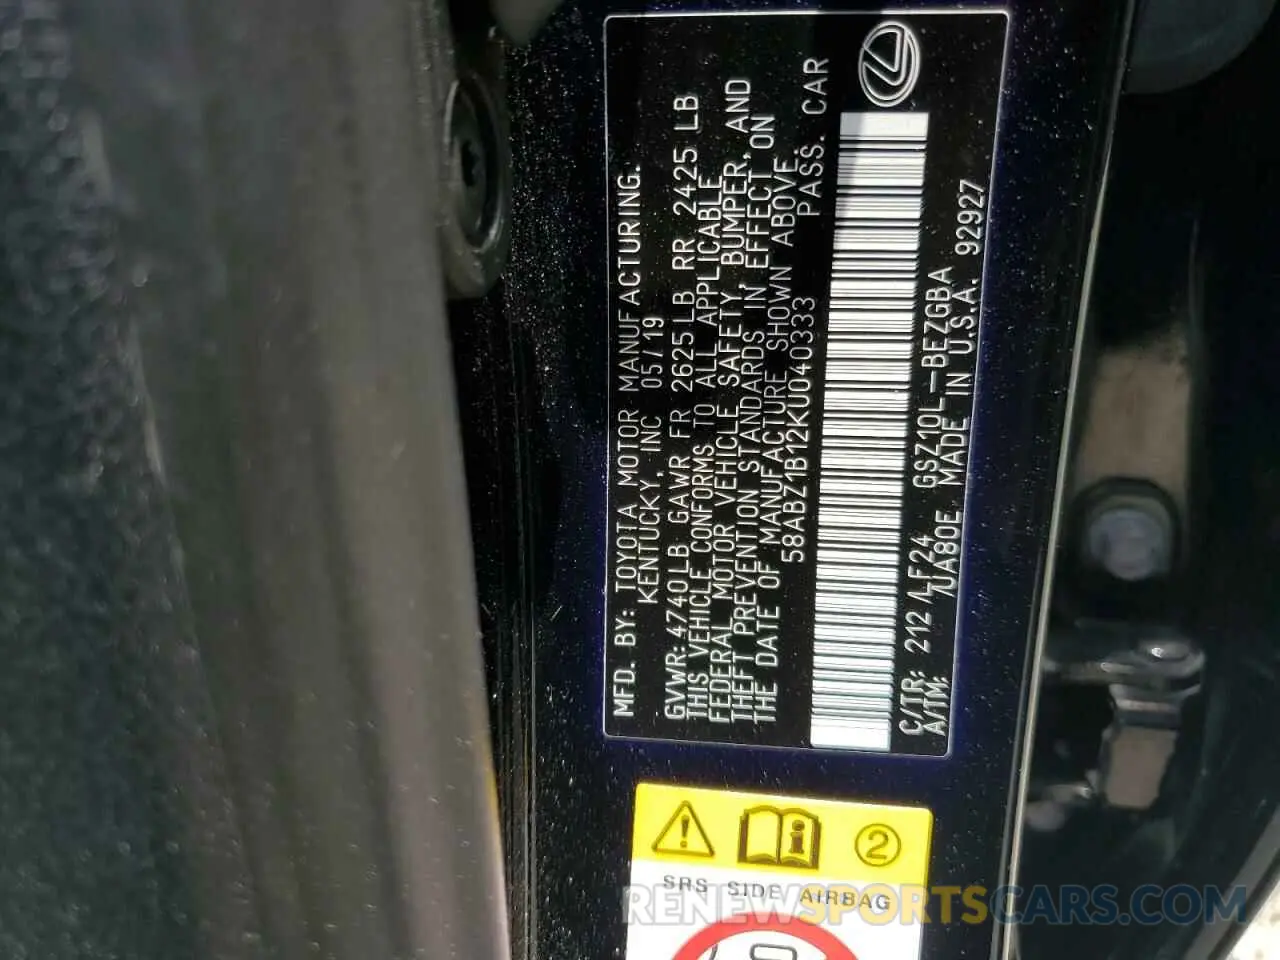 MFD. BY: TOYOTA MOTOR MANUFACTURING.
KENTUCKY, INC 05/19
GVWR: 4740LB GAWR FR 2625LB RR 2425 LB
THIS VEHICLE CONFORMS TO ALL APPLICABLE
FEDERAL MOTOR VEHICLE SAFETY, BUMPER, AND
THEFT PREVENTION STANDARDS IN EFFECT ON
THE DATE OF MANUFACTURE SHOWN ABOVE.
58ABZ1B12KU040333 PASS. CAR
C/TR: 212 /LF24 GSZ10L-BEZGBA
A/TM: /UA80E MADE IN U.S.A. 92927
2
SRS SIDE AIRBAG
RENEWSPORTSCARS.COM